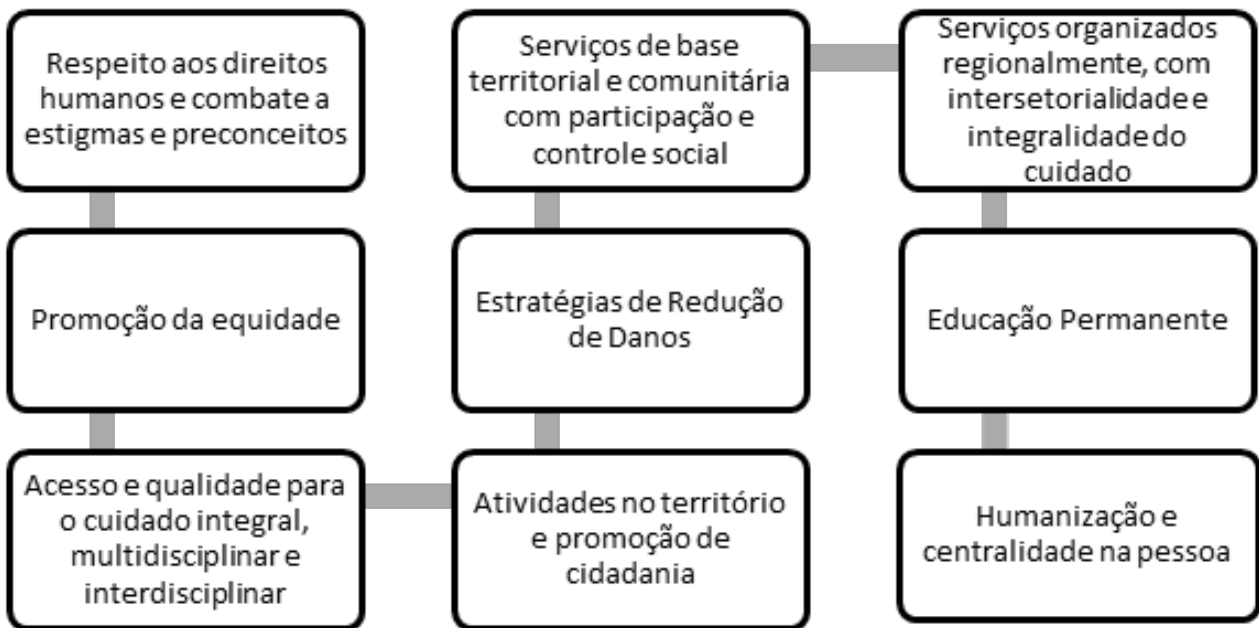 Respeito aos direitos
humanos e combate a
estigmas e preconceitos
Promoção da equidade
Acesso e qualidade para
o cuidado integral,
multidisciplinar e
interdisciplinar
Atividades no território
e promoção de
cidadania
Estratégias de Redução
de Danos
Serviços de base
territorial e comunitária
com participação e
controle social
Serviços organizados
regionalmente, com
intersetorialidade e
integralidade do
cuidado
Educação Permanente
Humanização e
centralidade na pessoa